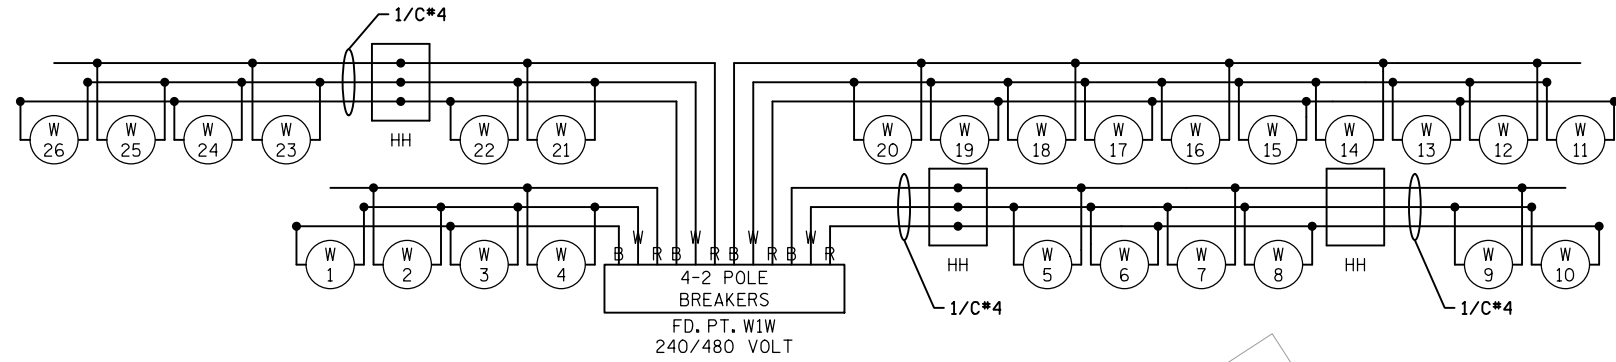 1/C#4
W 26
W 25
W 24
W 23
HH
W 22
W 21
W 20
W 19
W 18
W 17
W 16
W 15
W 14
W 13
W 12
W 11
W 1
W 2
W 3
W 4
B W R B W R B W R B W R
HH
W 5
W 6
W 7
W 8
HH
W 9
W 10
4-2 POLE
BREAKERS
1/C#4
1/C#4
FD. PT. W1W
240/480 VOLT